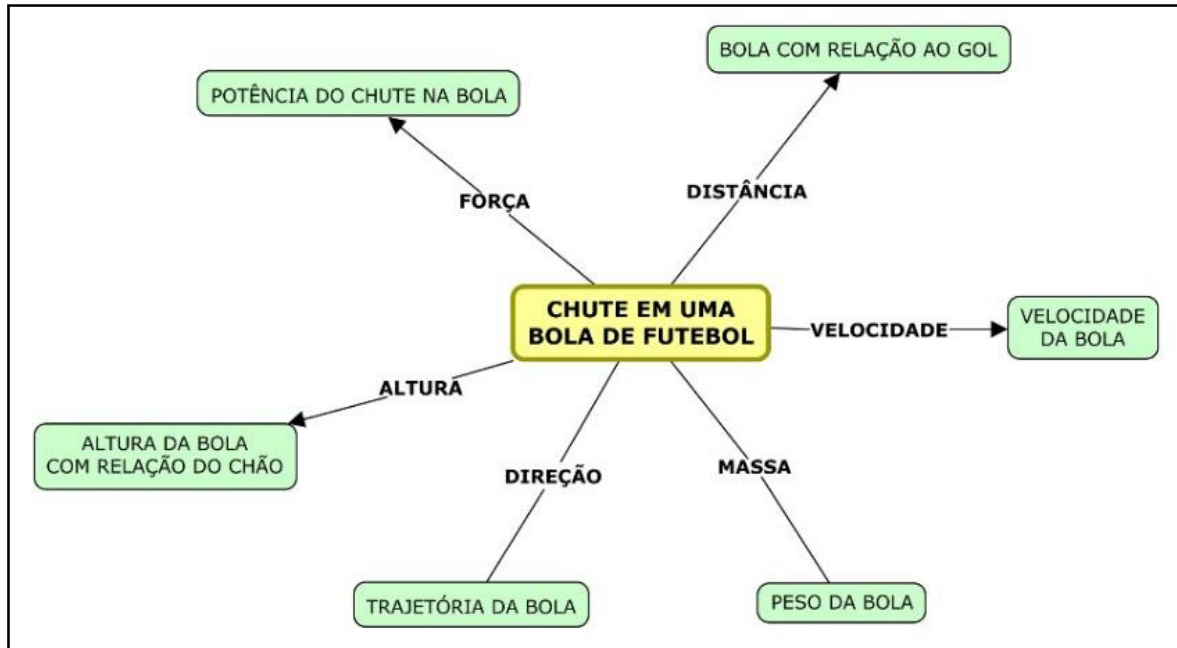 BOLA COM RELAÇÃO AO GOL
POTÊNCIA DO CHUTE NA BOLA
DISTÂNCIA
FORÇA
CHUTE EM UMA
BOLA DE FUTEBOL
VELOCIDADE
VELOCIDADE
DA BOLA
ALTURA
ALTURA DA BOLA
COM RELAÇÃO DO CHÃO
DIREÇÃO
MASSA
TRAJETÓRIA DA BOLA
PESO DA BOLA